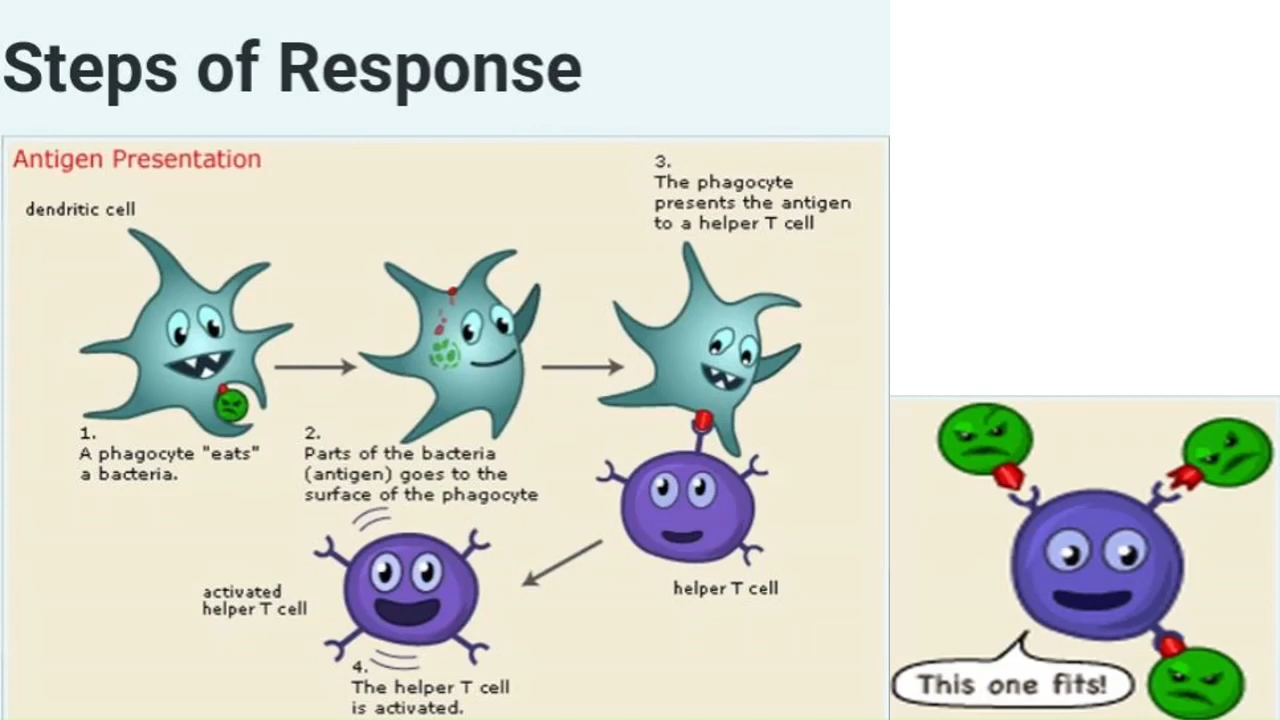 Steps of Response
Antigen Presentation
dendritic cell
1.
A phagocyte "eats"
a bacteria.
2.
Parts of the bacteria
(antigen) goes to the
surface of the phagocyte
3.
The phagocyte
presents the antigen
to a helper T cell
helper T cell
activated
helper T cell
4.
The helper T cell
is activated.
This one fits!